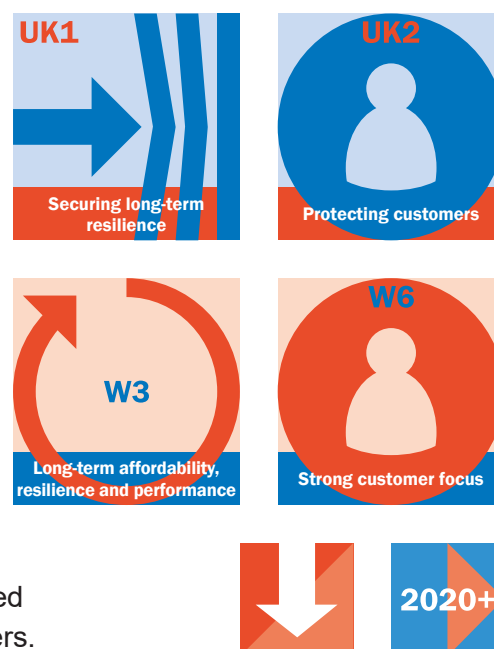 UK1
Securing long-term
resilience
UK2
Protecting customers
W3
Long-term affordability,
resilience and performance
W6
Strong customer focus
2020+